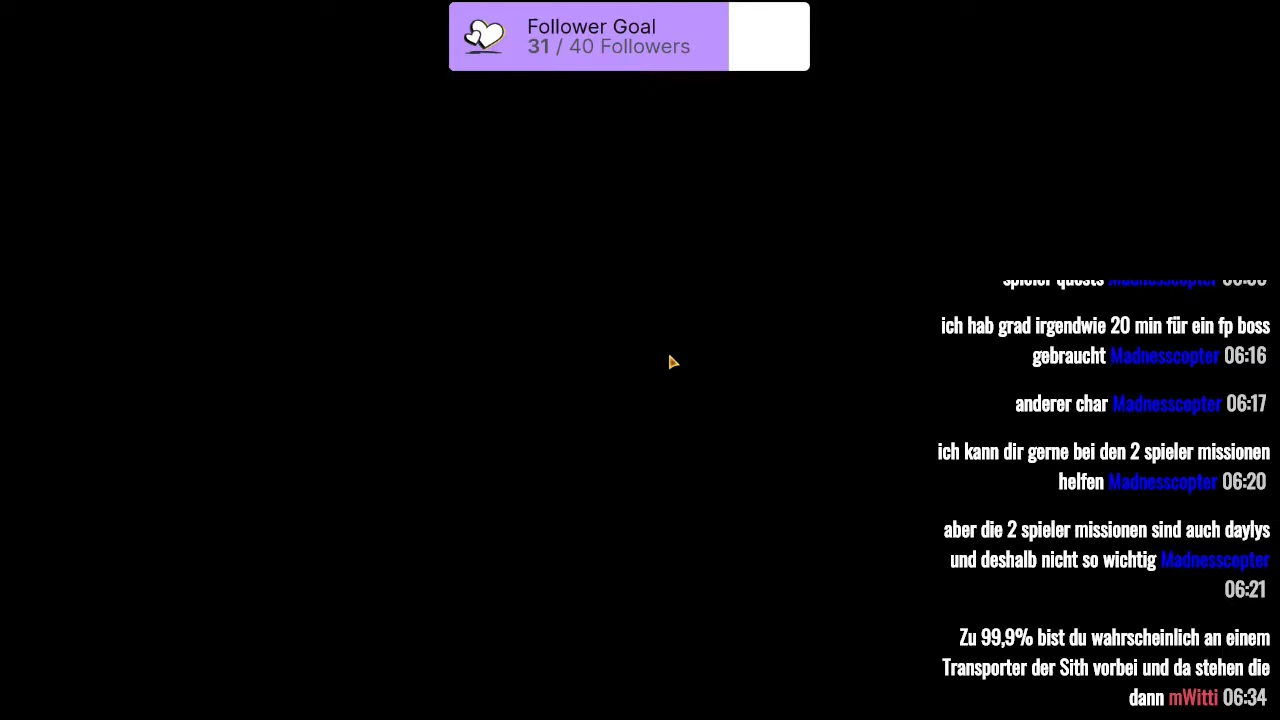 Follower Goal
31 / 40 Followers
spieler quests Madnesscopter
ich hab grad irgendwie 20 min für ein fp boss
gebraucht Madnesscopter 06:16
anderer char Madnesscopter 06:17
ich kann dir gerne bei den 2 spieler missionen
helfen Madnesscopter 06:20
aber die 2 spieler missionen sind auch daylys
und deshalb nicht so wichtig Madnesscopter
06:21
Zu 99,9% bist du wahrscheinlich an einem
Transporter der Sith vorbei und da stehen die
dann mWitti 06:34